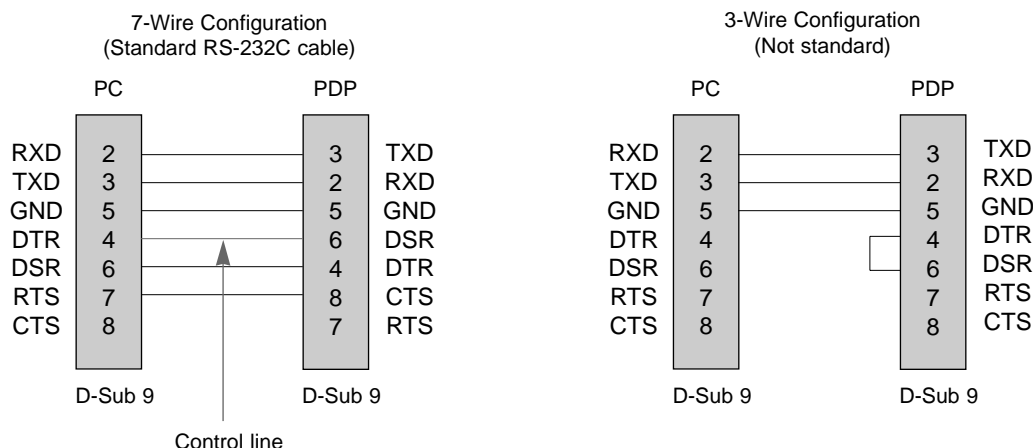 7-Wire Configuration
(Standard RS-232C cable)
PC PDP
RXD 2 3 TXD
TXD 3 2 RXD
GND 5 5 GND
DTR 4 6 DSR
DSR 6 4 DTR
RTS 7 8 CTS
CTS 8 7 RTS
D-Sub 9 D-Sub 9
Control line
3-Wire Configuration
(Not standard)
PC PDP
RXD 2 3 TXD
TXD 3 2 RXD
GND 5 5 GND
DTR 4 4 DTR
DSR 6 6 DSR
RTS 7 7 RTS
CTS 8 8 CTS
D-Sub 9 D-Sub 9